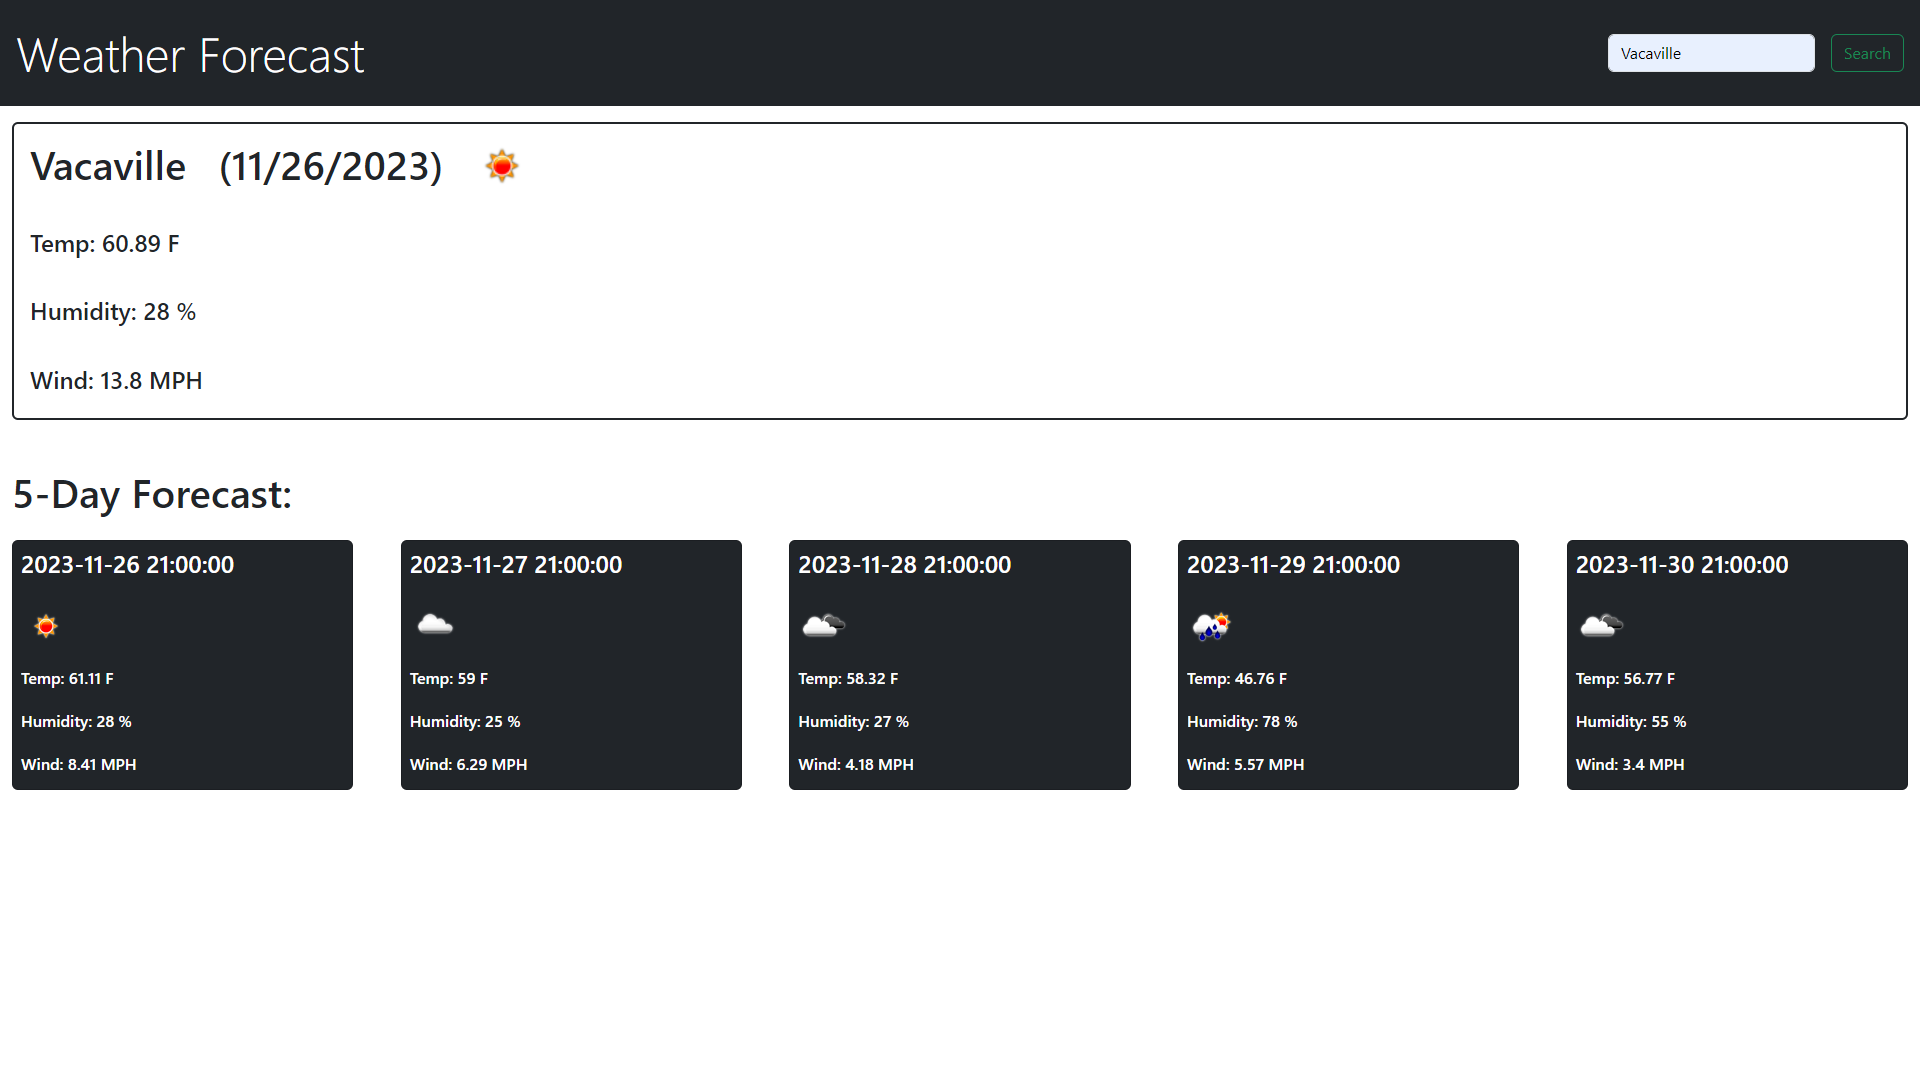 Weather Forecast
Vacaville
Search
Vacaville (11/26/2023)
Temp: 60.89 F
Humidity: 28 %
Wind: 13.8 MPH
5-Day Forecast:
2023-11-26 21:00:00
Temp: 61.11 F
Humidity: 28 %
Wind: 8.41 MPH
2023-11-27 21:00:00
Temp: 59 F
Humidity: 25 %
Wind: 6.29 MPH
2023-11-28 21:00:00
Temp: 58.32 F
Humidity: 27 %
Wind: 4.18 MPH
2023-11-29 21:00:00
Temp: 46.76 F
Humidity: 78 %
Wind: 5.57 MPH
2023-11-30 21:00:00
Temp: 56.77 F
Humidity: 55 %
Wind: 3.4 MPH